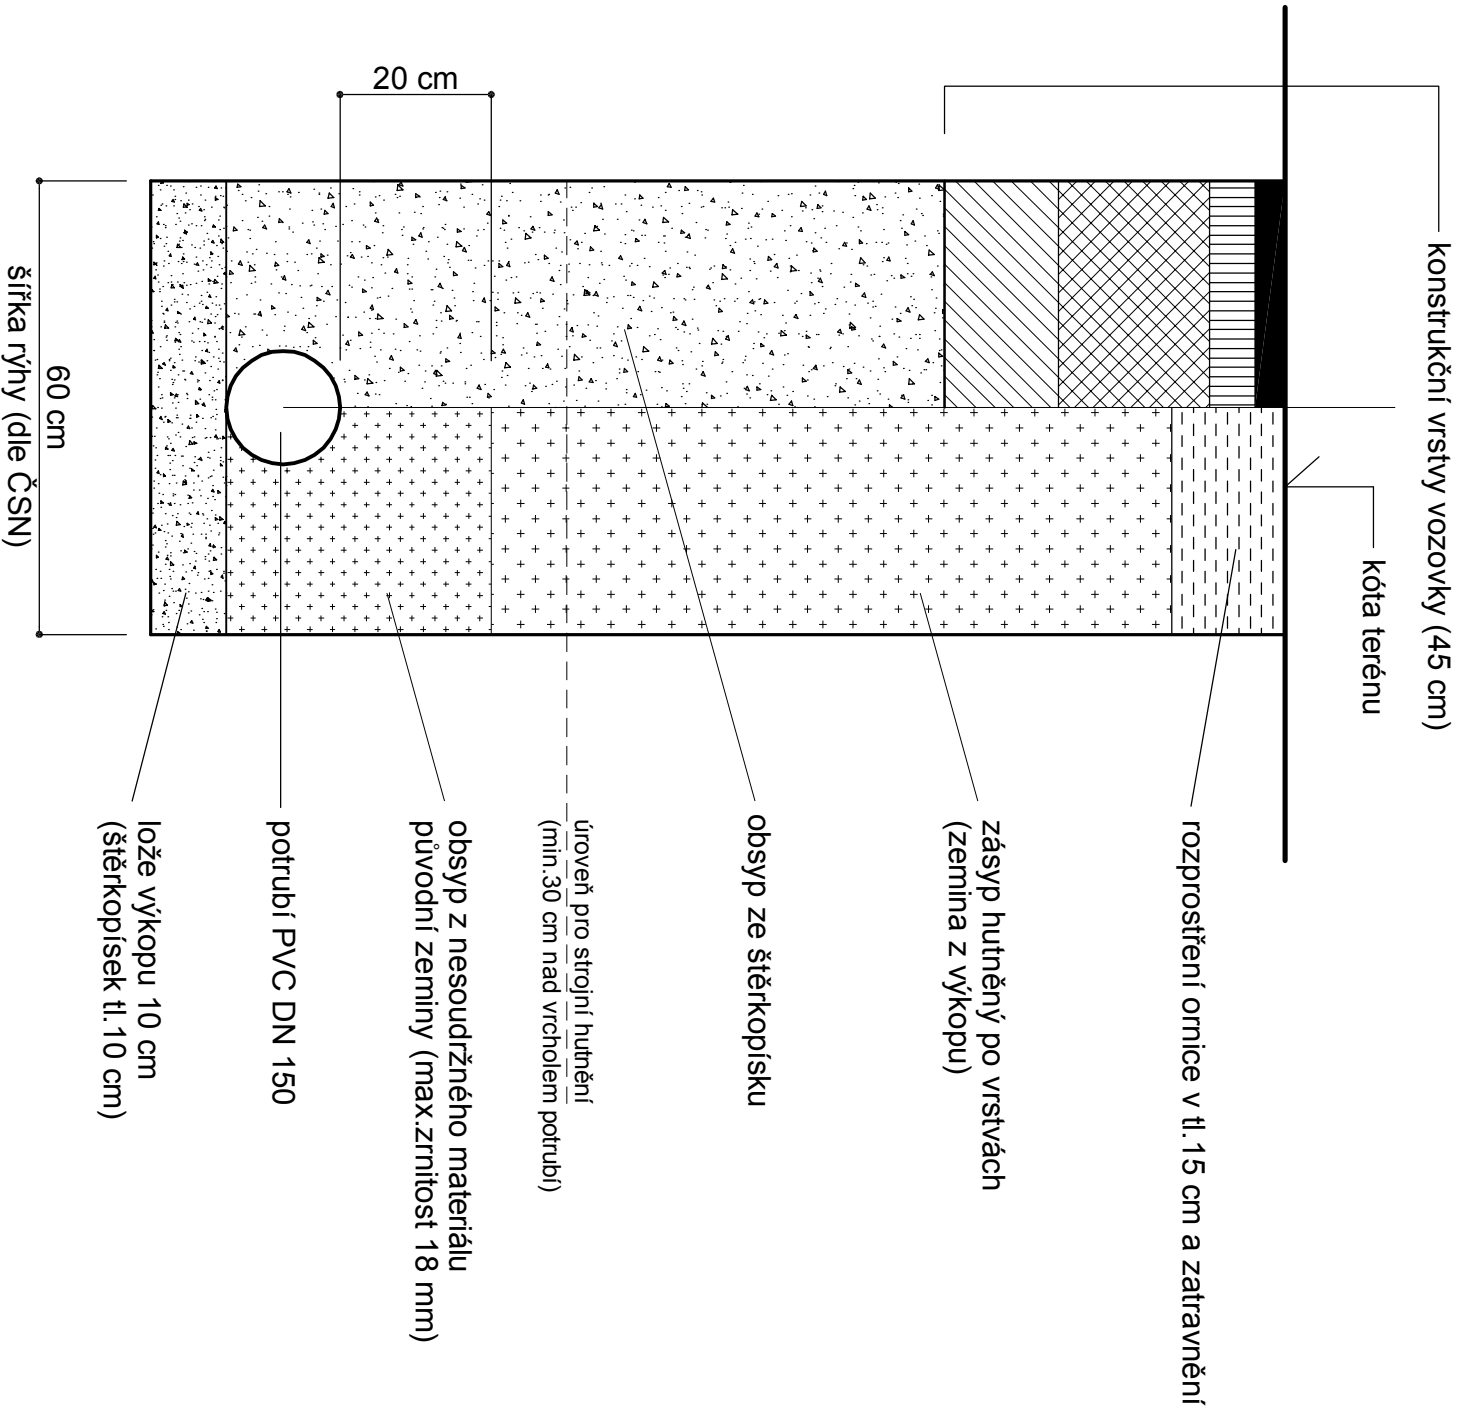 konstrukční vrstvy vozovky (45 cm)
kóta terénu
rozprostření ornice v tl.15 cm a zatravnění
zásyp hutněný po vrstvách
(zemina z výkopu)
obsyp ze štěrkopísku
úroveň pro strojní hutnění
(min.30 cm nad vrcholem potrubí)
20 cm
obsyp z nesoudržného materiálu
původní zeminy (max.zrnitost 18 mm)
potrubí PVC DN 150
lože výkopu 10 cm
(štěrkopísek tl.10 cm)
60 cm
šířka rýhy (dle ČSN)